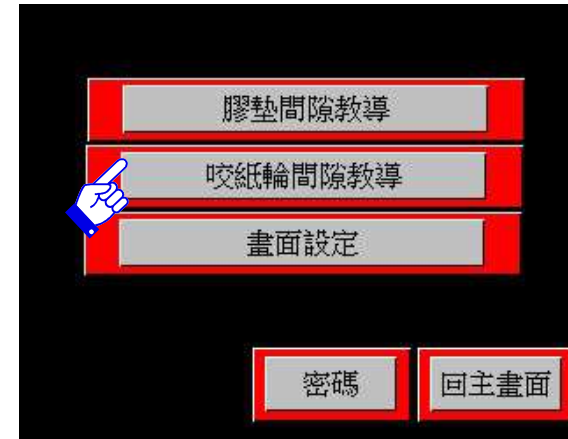 膠墊間隙教導
咬紙輪間隙教導
畫面設定
密碼
回主畫面